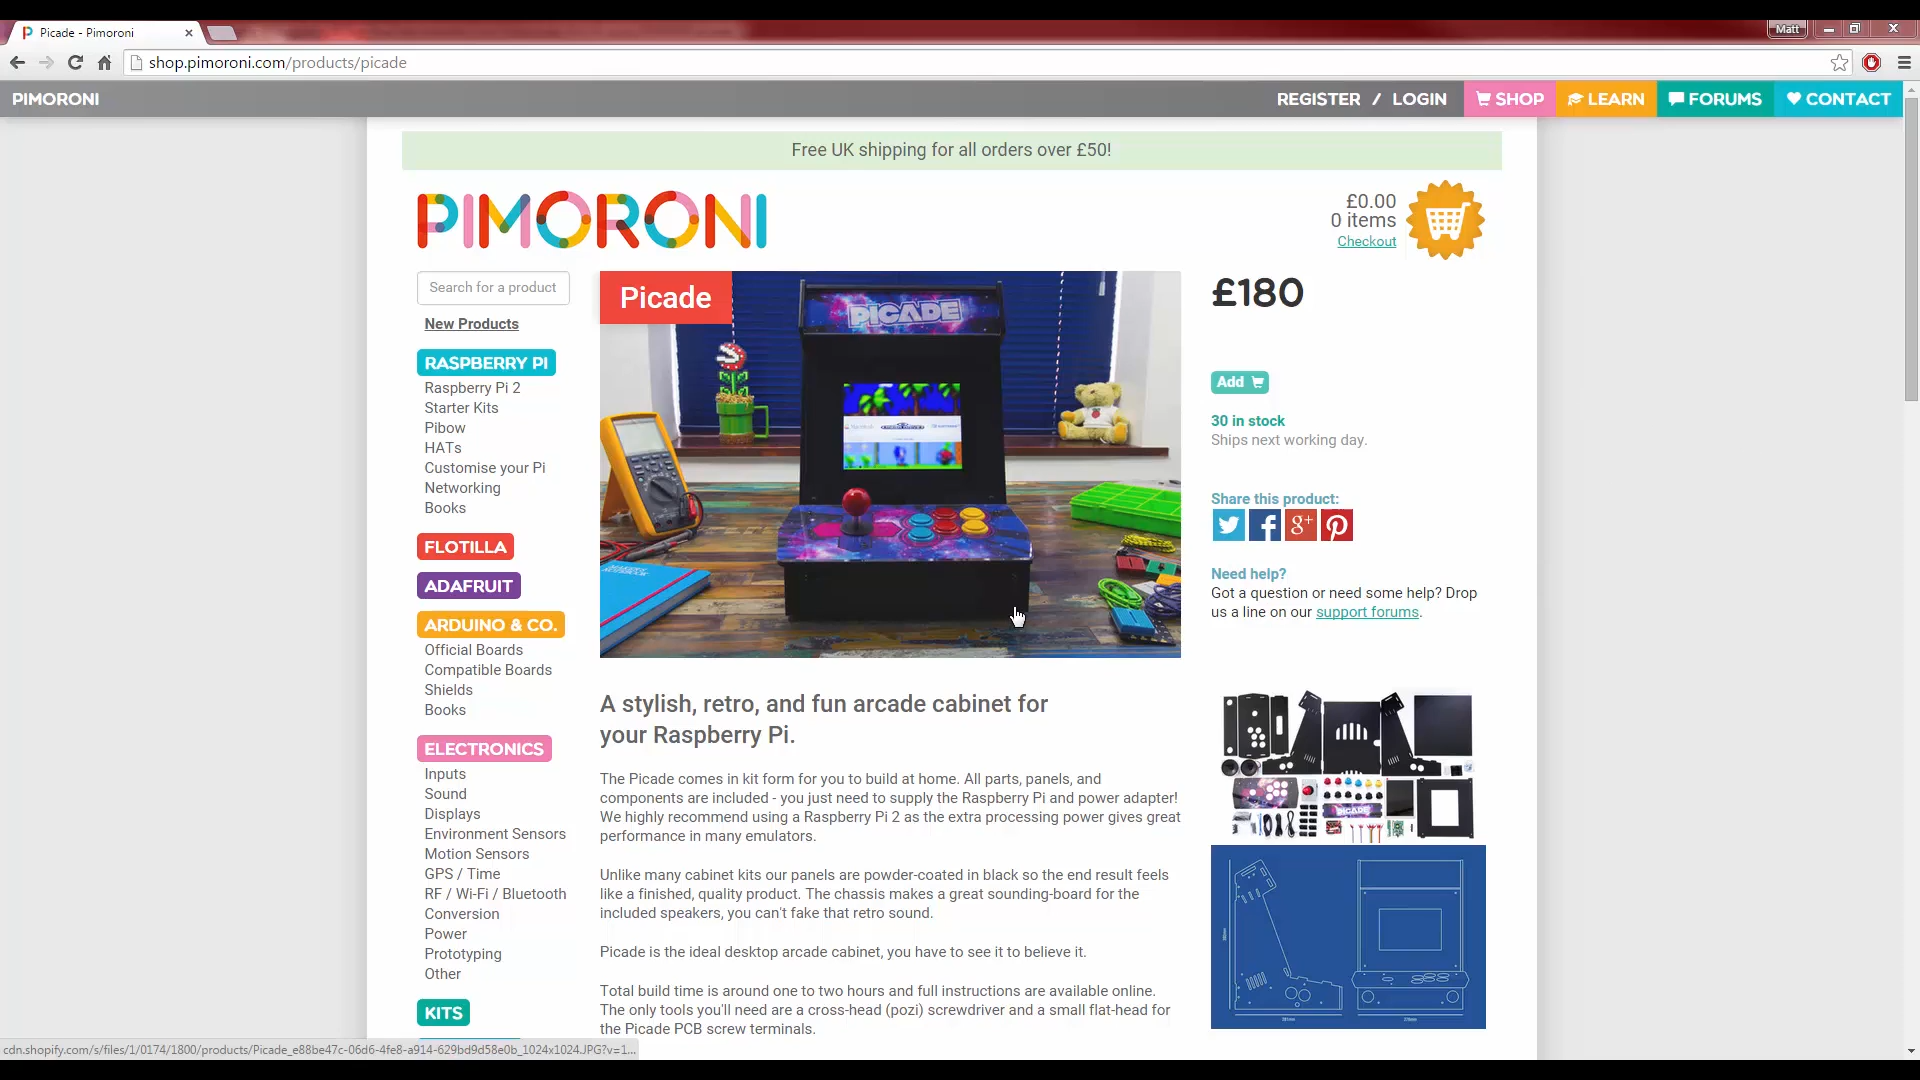 Picade - Pimoroni
Matt
shop.pimoroni.com/products/picade
PIMORONI
REGISTER / LOGIN
SHOP
LEARN
FORUMS
CONTACT
Free UK shipping for all orders over £50!
PIMORONI
£0.00
0 items
Checkout
Search for a product
New Products
RASPBERRY PI
Raspberry Pi 2
Starter Kits
Pibow
HATs
Customise your Pi
Networking
Books
FLOTILLA
ADAFRUIT
ARDUINO & CO.
Official Boards
Compatible Boards
Shields
Books
ELECTRONICS
Inputs
Sound
Displays
Environment Sensors
Motion Sensors
GPS / Time
RF / Wi-Fi / Bluetooth
Conversion
Power
Prototyping
Other
KITS
Picade
PICADE
A stylish, retro, and fun arcade cabinet for
your Raspberry Pi.
The Picade comes in kit form for you to build at home. All parts, panels, and
components are included - you just need to supply the Raspberry Pi and power adapter!
We highly recommend using a Raspberry Pi 2 as the extra processing power gives great
performance in many emulators.
Unlike many cabinet kits our panels are powder-coated in black so the end result feels
like a finished, quality product. The chassis makes a great sounding-board for the
included speakers, you can't fake that retro sound.
Picade is the ideal desktop arcade cabinet, you have to see it to believe it.
Total build time is around one to two hours and full instructions are available online.
The only tools you'll need are a cross-head (pozi) screwdriver and a small flat-head for
the Picade PCB screw terminals.
£180
Add
30 in stock
Ships next working day.
Share this product:
Need help?
Got a question or need some help? Drop
us a line on our support forums.
PICADE
cdn.shopify.com/s/files/1/0174/1800/products/Picade_e88be47c-06d6-4fe8-a914-629bd9d58e0b_1024x1024.JPG?v=1...